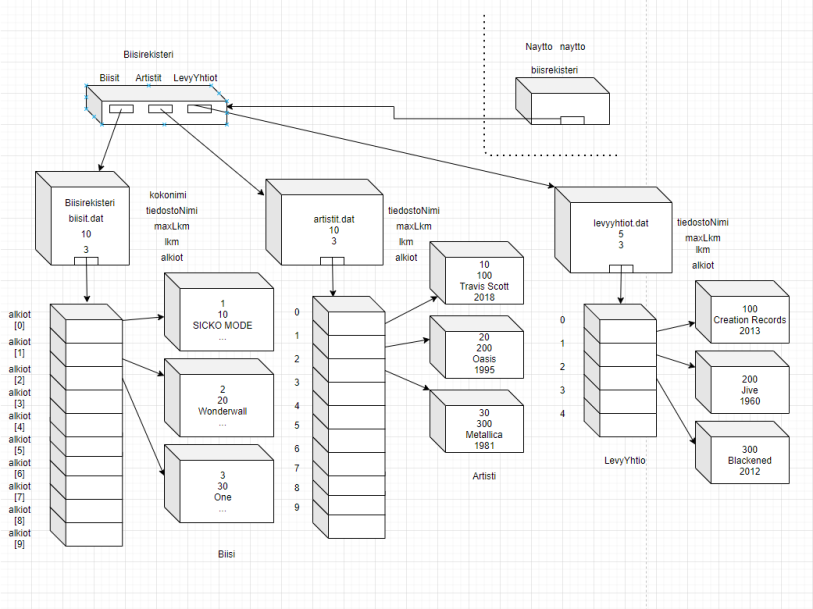 Biisirekisteri
Biisit Artistit LevyYhtiot
Naytto naytto
biisrekisteri
Biisirekisteri
biisit.dat
10
3
kokonimi
tiedostoNimi
maxLkm
lkm
alkiot
artistit.dat
10
3
tiedostoNimi
maxLkm
lkm
alkiot
levyyhtiot.dat
5
3
tiedostoNimi
maxLkm
lkm
alkiot
alkiot
[0]
alkiot
[1]
alkiot
[2]
alkiot
[3]
alkiot
[4]
alkiot
[5]
alkiot
[6]
alkiot
[7]
alkiot
[8]
alkiot
[9]
1
10
SICKO MODE
...
2
20
Wonderwall
...
3
30
One
...
Biisi
0
1
2
3
4
5
6
7
8
9
10
100
Travis Scott
2018
20
200
Oasis
1995
30
300
Metallica
1981
Artisti
0
1
2
3
4
100
Creation Records
2013
200
Jive
1960
300
Blackened
2012
LevyYhtio